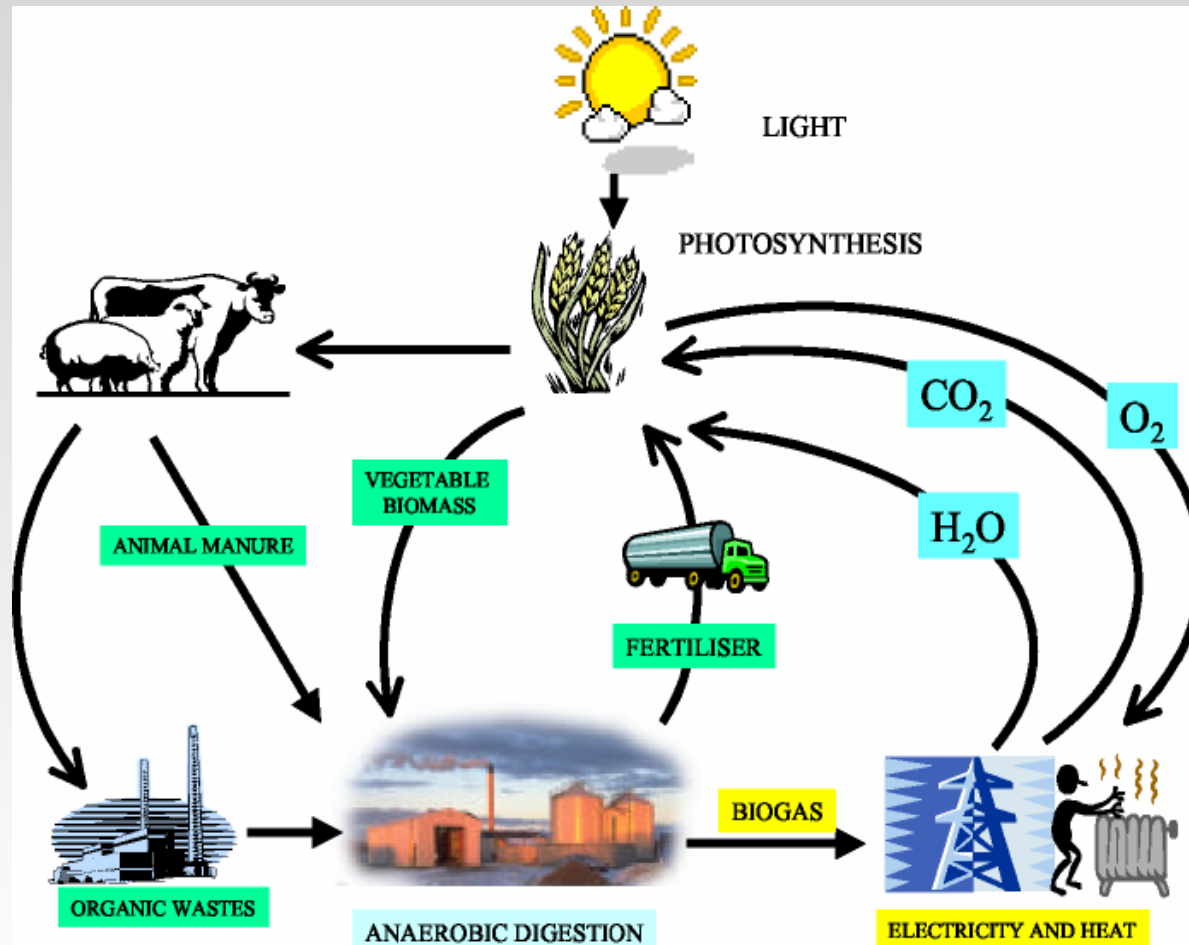 LIGHT
PHOTOSYNTHESIS
CO₂
O₂
VEGETABLE
BIOMASS
H₂O
ANIMAL MANURE
FERTILISER
BIOGAS
ORGANIC WASTES
ANAEROBIC DIGESTION
ELECTRICITY AND HEAT